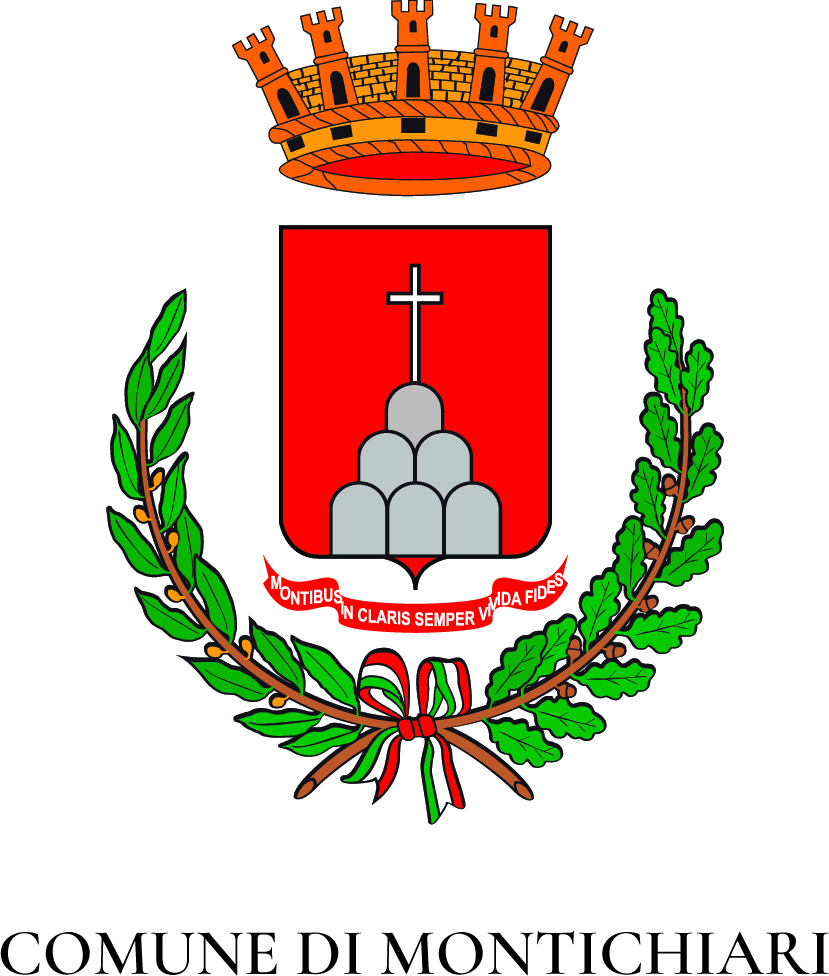 MONTIBUS IN CLARIS SEMPER VIVIDA FIDES
COMUNE DI MONTICHIARI